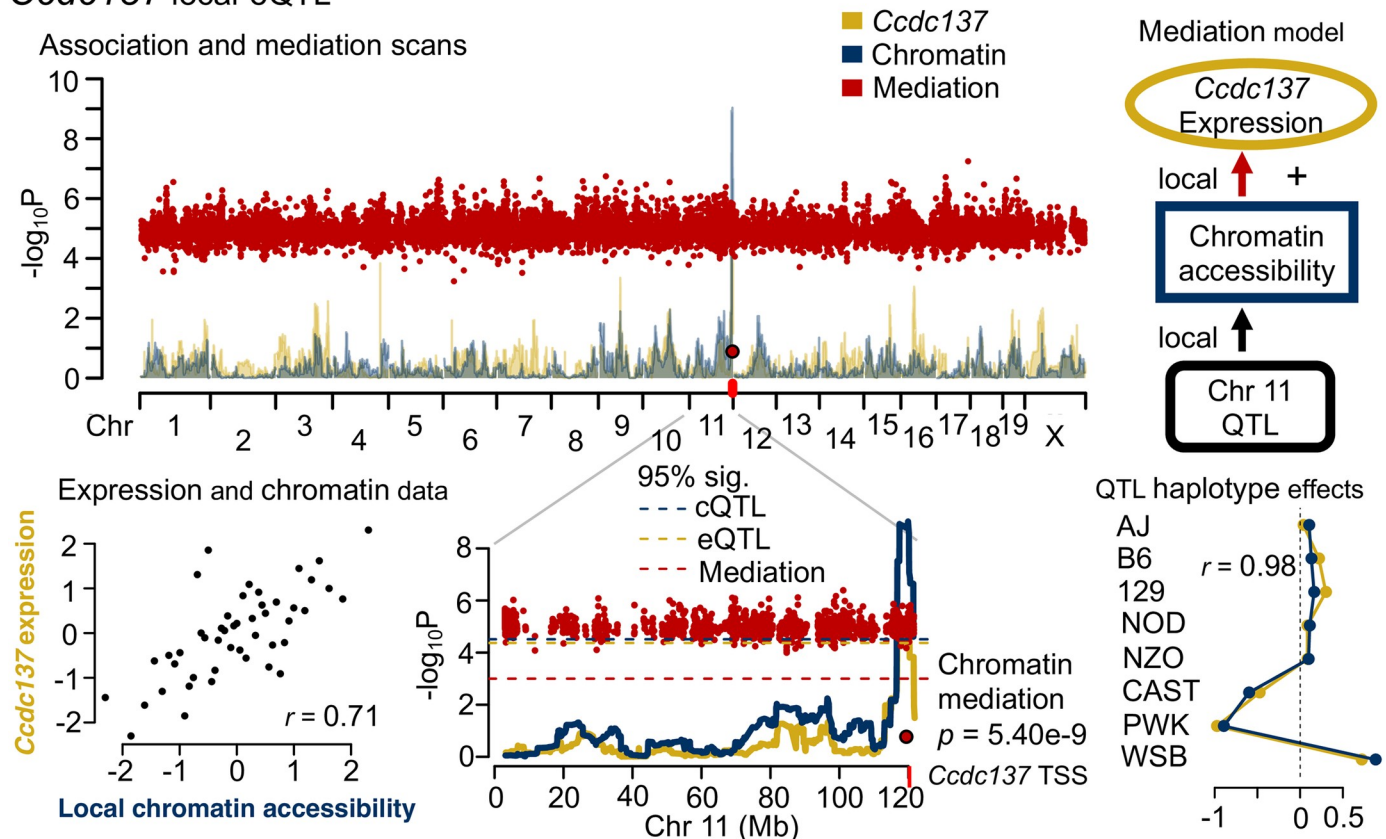 Ccdc137 local eQTL
Association and mediation scans
Ccdc137
Chromatin
Mediation
-log10P
10
8
6
4
2
0
Chr 1 2 3 4 5 6 7 8 9 10 11 12 13 14 15 16 17 18 19 X
Mediation model
Ccdc137
Expression
local +
Chromatin
accessibility
local
Chr 11
QTL
Expression and chromatin data
Ccdc137 expression
2
1
0
-1
-2
r = 0.71
-2 -1 0 1 2
Local chromatin accessibility
95% sig.
cQTL
eQTL
Mediation
-log10P
8
6
4
2
0
0 20 40 60 80 100 120
Chr 11 (Mb)
Chromatin
mediation
p = 5.40e-9
Ccdc137 TSS
QTL haplotype effects
AJ
B6
r = 0.98
129
NOD
NZO
CAST
PWK
WSB
-1 0 0.5